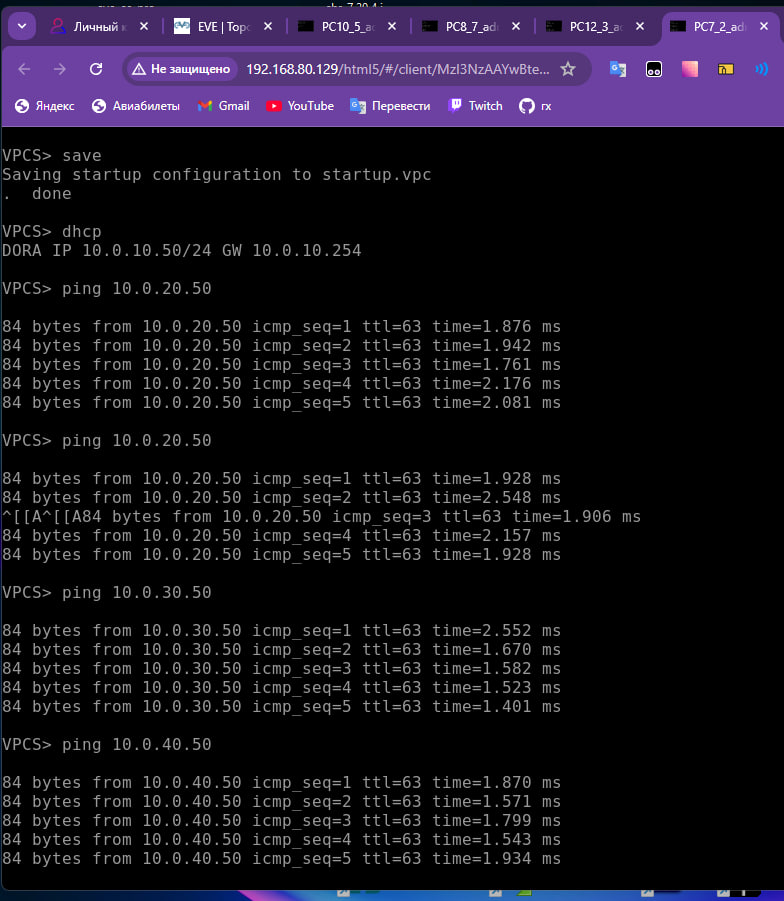 Личный к
EVE | Topo
PC10_5_ad
PC8_7_adm
PC12_3_ad
PC7_2_adm
Не защищено
192.168.80.129/html5/#/client/MzI3NzAAYwBte...
Яндекс
Авиабилеты
Gmail
YouTube
Перевести
Twitch
rx
VPCS> save
Saving startup configuration to startup.vpc
.  done
VPCS> dhcp
DORA IP 10.0.10.50/24 GW 10.0.10.254
VPCS> ping 10.0.20.50
84 bytes from 10.0.20.50 icmp_seq=1 ttl=63 time=1.876 ms
84 bytes from 10.0.20.50 icmp_seq=2 ttl=63 time=1.942 ms
84 bytes from 10.0.20.50 icmp_seq=3 ttl=63 time=1.761 ms
84 bytes from 10.0.20.50 icmp_seq=4 ttl=63 time=2.176 ms
84 bytes from 10.0.20.50 icmp_seq=5 ttl=63 time=2.081 ms
VPCS> ping 10.0.20.50
84 bytes from 10.0.20.50 icmp_seq=1 ttl=63 time=1.928 ms
84 bytes from 10.0.20.50 icmp_seq=2 ttl=63 time=2.548 ms
^[[A^[[A84 bytes from 10.0.20.50 icmp_seq=3 ttl=63 time=1.906 ms
84 bytes from 10.0.20.50 icmp_seq=4 ttl=63 time=2.157 ms
84 bytes from 10.0.20.50 icmp_seq=5 ttl=63 time=1.928 ms
VPCS> ping 10.0.30.50
84 bytes from 10.0.30.50 icmp_seq=1 ttl=63 time=2.552 ms
84 bytes from 10.0.30.50 icmp_seq=2 ttl=63 time=1.670 ms
84 bytes from 10.0.30.50 icmp_seq=3 ttl=63 time=1.582 ms
84 bytes from 10.0.30.50 icmp_seq=4 ttl=63 time=1.523 ms
84 bytes from 10.0.30.50 icmp_seq=5 ttl=63 time=1.401 ms
VPCS> ping 10.0.40.50
84 bytes from 10.0.40.50 icmp_seq=1 ttl=63 time=1.870 ms
84 bytes from 10.0.40.50 icmp_seq=2 ttl=63 time=1.571 ms
84 bytes from 10.0.40.50 icmp_seq=3 ttl=63 time=1.799 ms
84 bytes from 10.0.40.50 icmp_seq=4 ttl=63 time=1.543 ms
84 bytes from 10.0.40.50 icmp_seq=5 ttl=63 time=1.934 ms